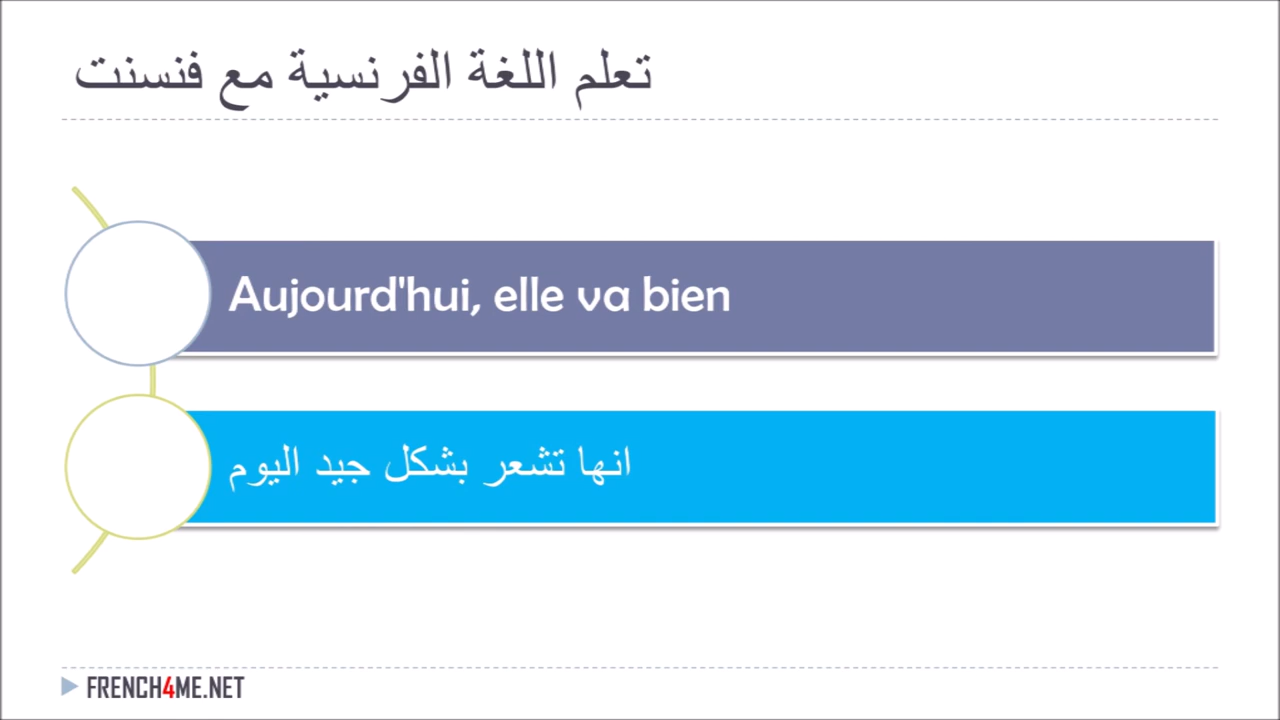 تعلم اللغة الفرنسية مع فنسنت
Aujourd'hui, elle va bien
انها تشعر بشكل جيد اليوم
FRENCH4ME.NET